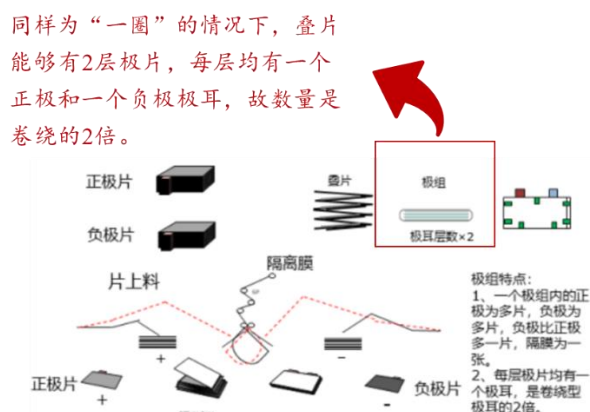 同样为“一圈”的情况下，叠片
能够有2层极片，每层均有一个
正极和一个负极极耳，故数量是
卷绕的2倍。
正极片
叠片
极组
负极片
极耳层数×2
隔离膜
片上料
极组特点：
1、一个极组内的正
极为多片，负极为
多片，负极比正极
多一片，隔膜为一
张。
2、每层极片均有一
个极耳，是卷绕型
极耳的2倍。
+
−
正极片
+
负极片
-